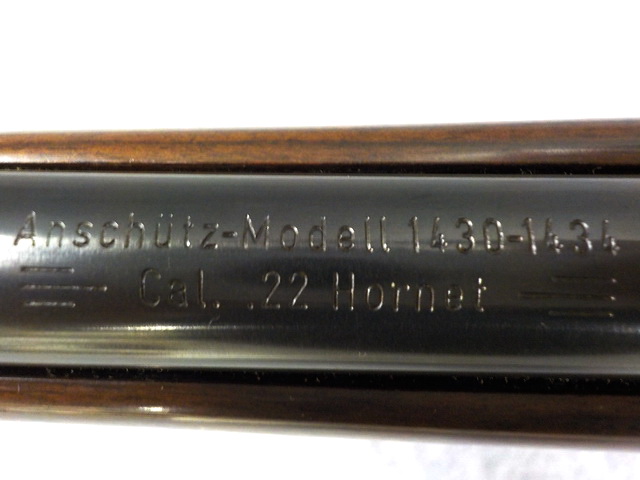 Anschütz-Modell 1430-1434
Cal. .22 Hornet